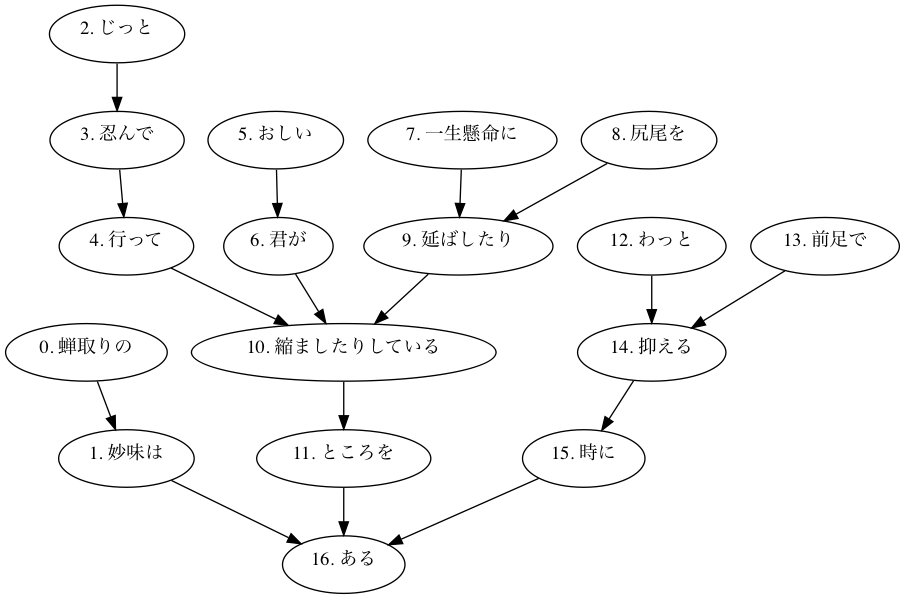 2. じっと
3. 忍んで
5. おしい
7. 一生懸命に
8. 尻尾を
4. 行って
6. 君が
9. 延ばしたり
12. わっと
13. 前足で
0. 蝉取りの
10. 縮ましたりしている
14. 抑える
1. 妙味は
11. ところを
15. 時に
16. ある